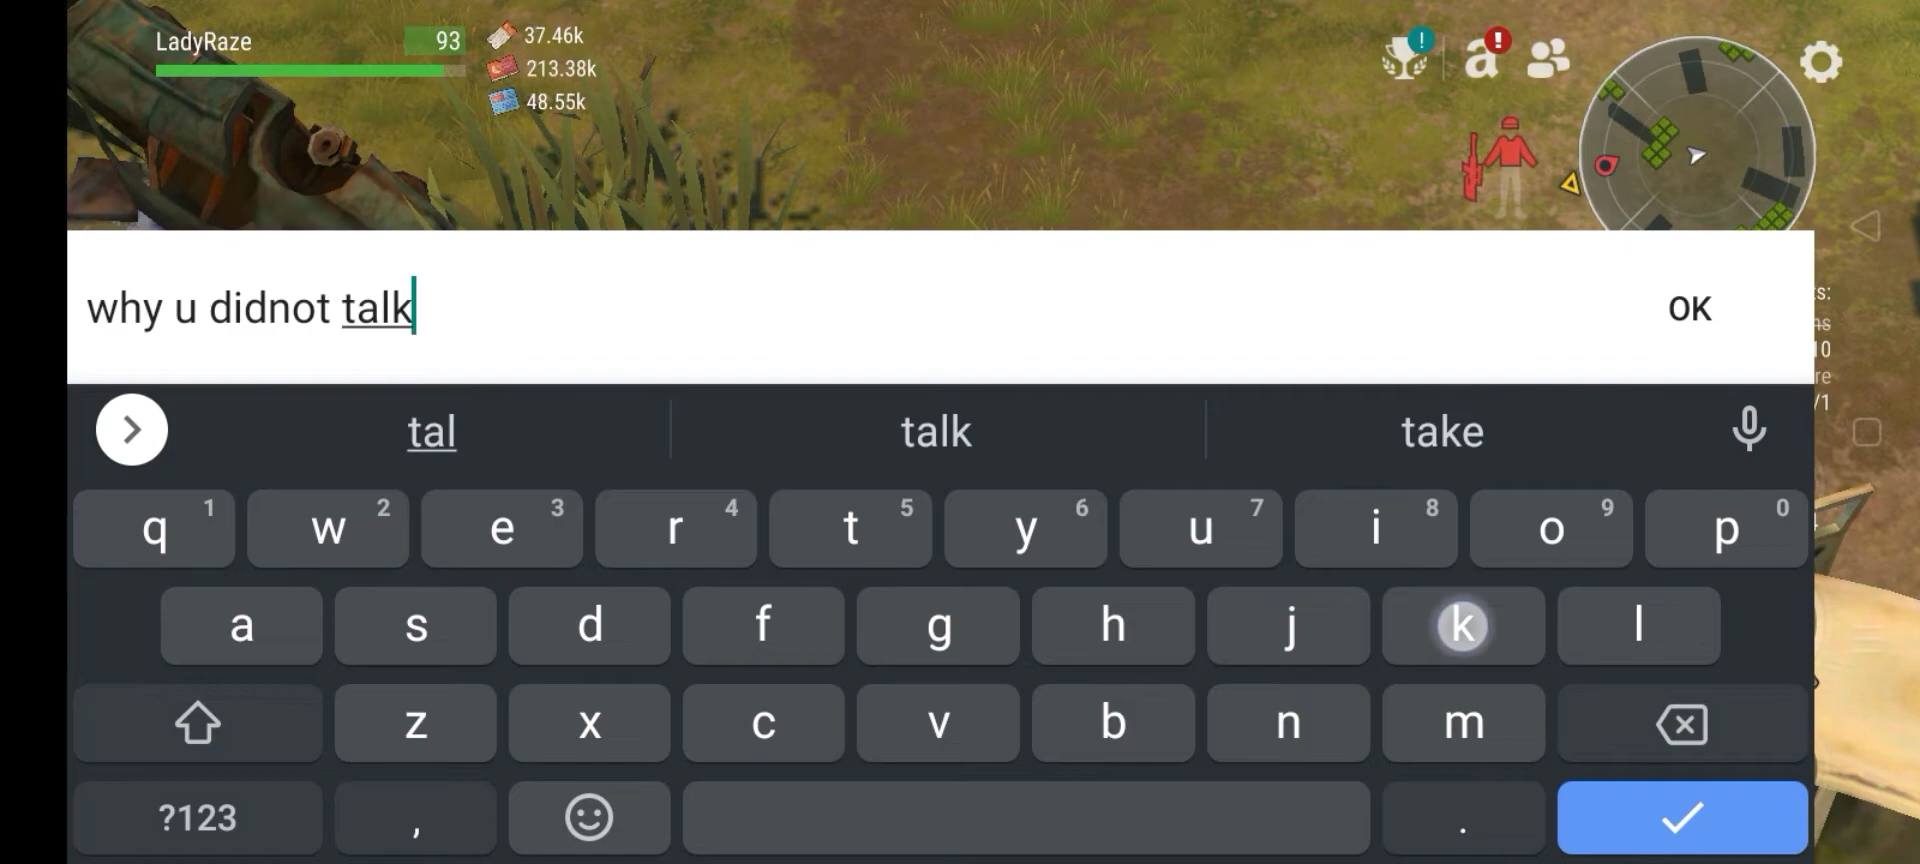 LadyRaze 93
37.46k
213.38k
48.55k
! a !
why u didnot talk OK
tal talk take
q 1 w 2 e 3 r 4 t 5 y 6 u 7 i 8 o 9 p 0
a s d f g h j k l
z x c v b n m
?123 , .